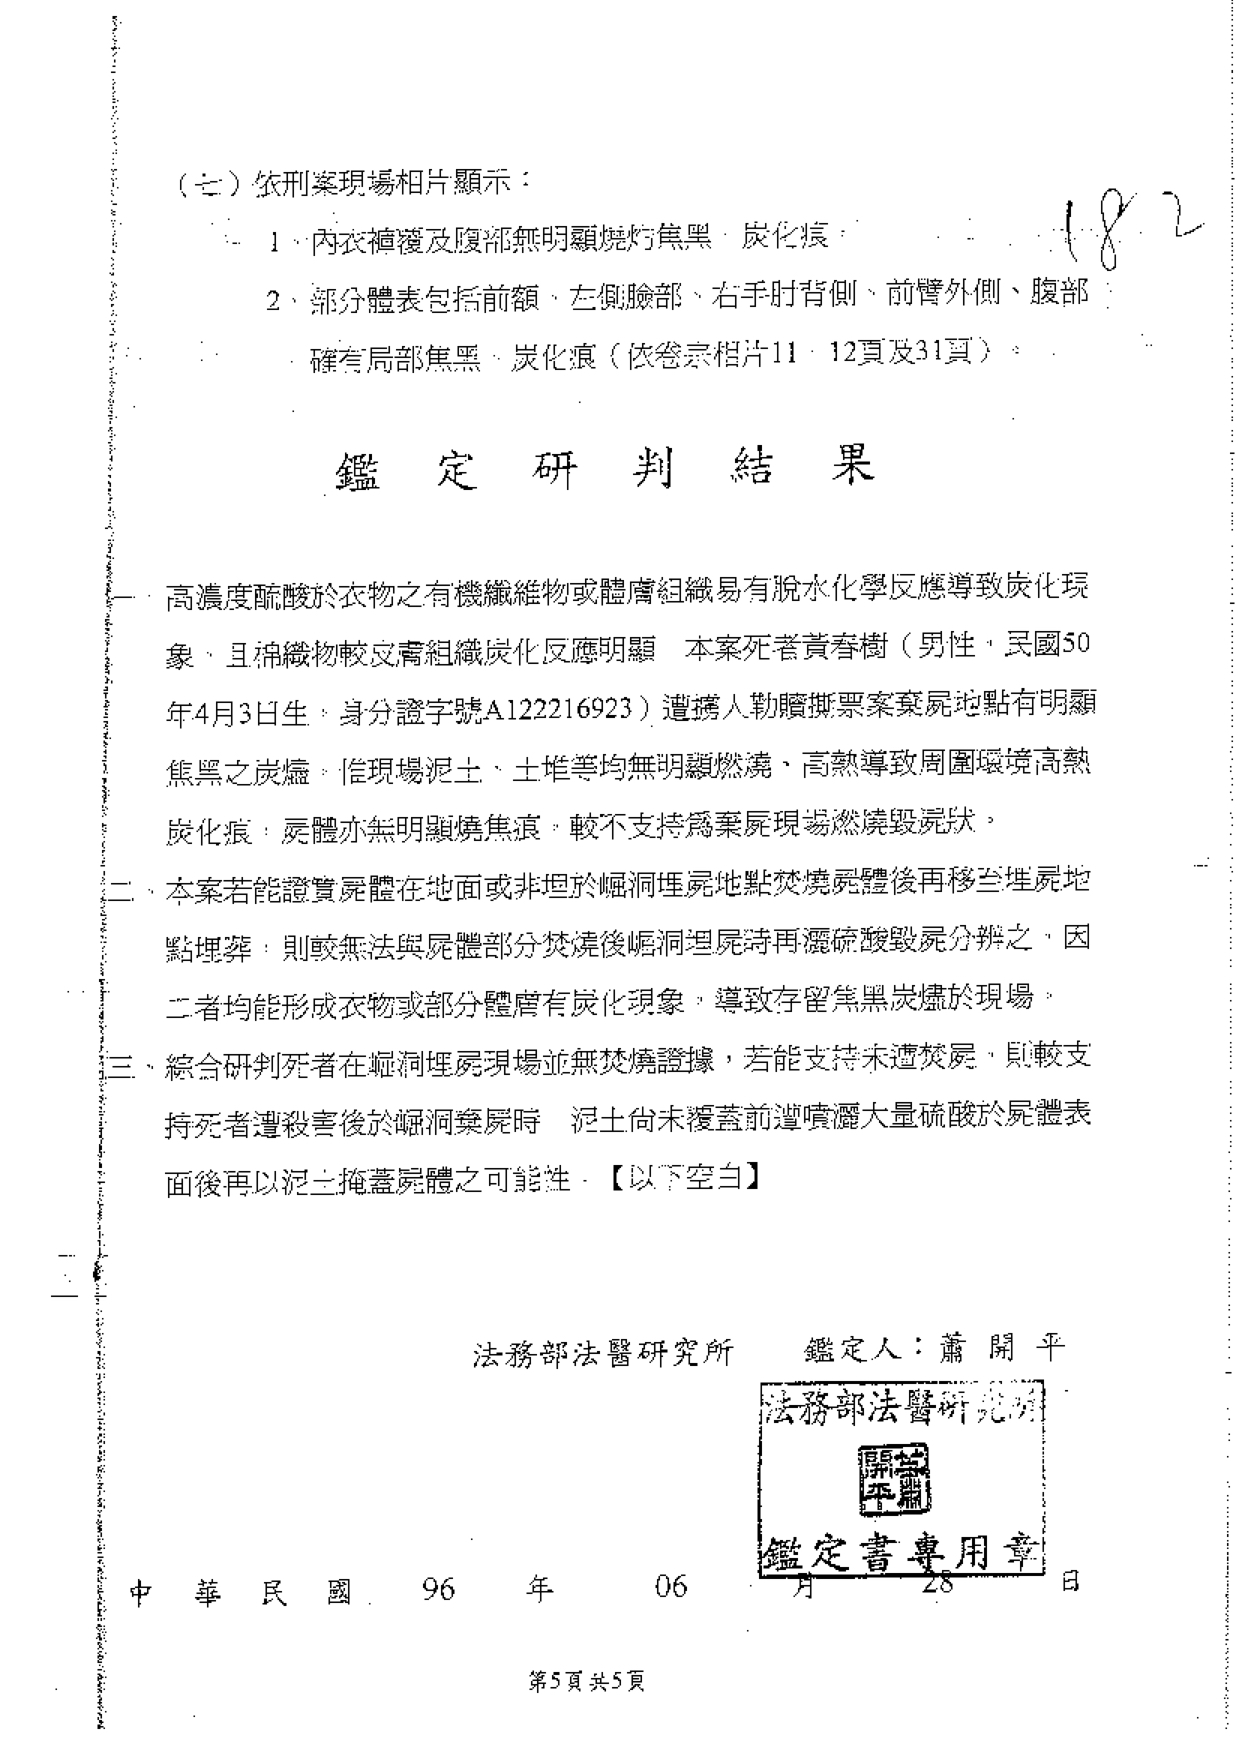 （七）依刑案現場相片顯示：
182
1、內衣褲覆及腹部無明顯燒灼焦黑、炭化痕。
2、部分體表包括前額、左側臉部、右手肘背側、前臂外側、腹部
確有局部焦黑、炭化痕（依卷宗相片11、12頁及31頁）。
鑑定研判結果
一、高濃度硫酸於衣物之有機纖維物或體膚組織易有脫水化學反應導致炭化現
象，且棉織物較皮膚組織炭化反應明顯，本案死者黃春樹（男性，民國50
年4月3日生，身分證字號A122216923）遭擄人勒贖撕票案棄屍地點有明顯
焦黑之炭燼，惟現場泥土、土堆等均無明顯燃燒、高熱導致周圍環境高熱
炭化痕，屍體亦無明顯燒焦痕，較不支持為棄屍現場燃燒毀屍狀。
二、本案若能證實屍體在地面或非埋於崛洞埋屍地點焚燒屍體後再移至埋屍地
點埋葬，則較無法與屍體部分焚燒後崛洞埋屍時再灑硫酸毀屍分辨之，因
二者均能形成衣物或部分體膚有炭化現象，導致存留焦黑炭燼於現場。
三、綜合研判死者在崛洞埋屍現場並無焚燒證據，若能支持未遭焚屍，則較支
持死者遭殺害後於崛洞棄屍時，泥土尚未覆蓋前遭噴灑大量硫酸於屍體表
面後再以泥土掩蓋屍體之可能性。【以下空白】
法務部法醫研究所 鑑定人：蕭開平
法務部法醫研究所
蕭開平
鑑定書專用章
中華民國96年06月28日
第5頁共5頁